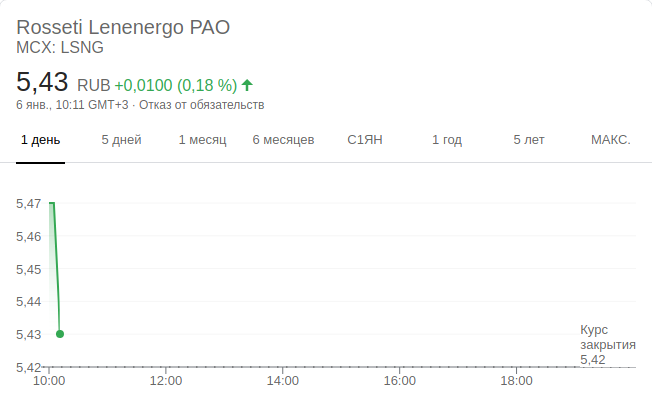 Rosseti Lenenergo PAO
MCX: LSNG
5,43 RUB +0,0100 (0,18 %)
6 янв., 10:11 GMT+3 · Отказ от обязательств
1 день 5 дней 1 месяц 6 месяцев С1ЯН 1 год 5 лет МАКС.
5,47
5,46
5,45
5,44
5,43
5,42
Курс
закрытия
5,42
10:00 12:00 14:00 16:00 18:00